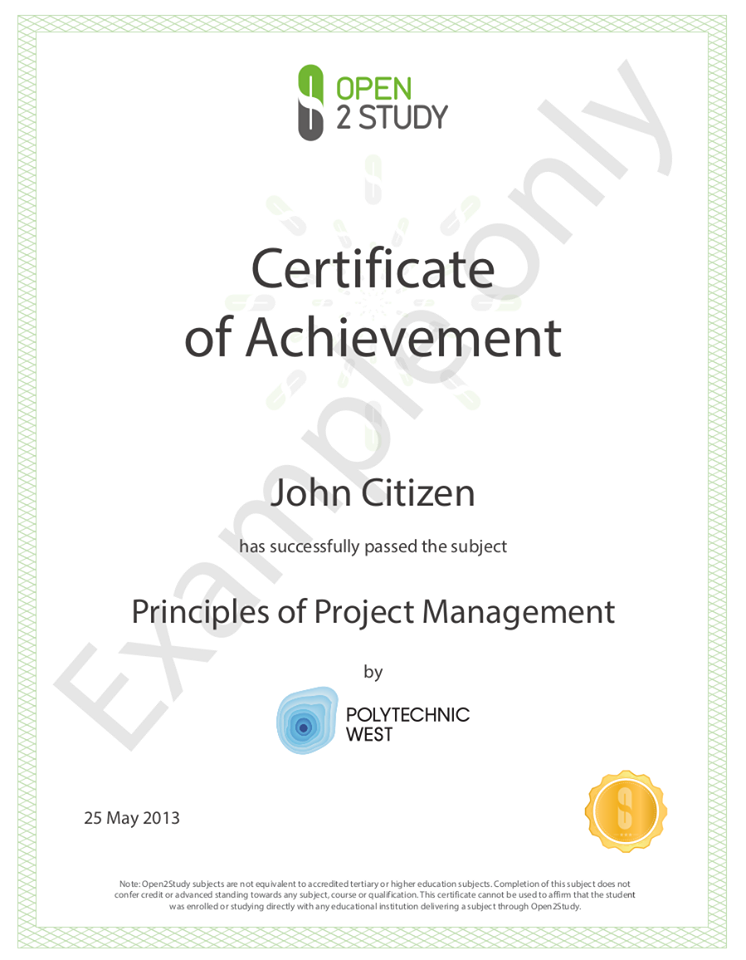 OPEN
2 STUDY
Example only
Certificate
of Achievement
John Citizen
has successfully passed the subject
Principles of Project Management
by
POLYTECHNIC
WEST
25 May 2013
Note: Open2Study subjects are not equivalent to accredited tertiary or higher education subjects. Completion of this subject does not
confer credit or advanced standing towards any subject, course or qualification. This certificate cannot be used to affirm that the student
was enrolled or studying directly with any educational institution delivering a subject through Open2Study.